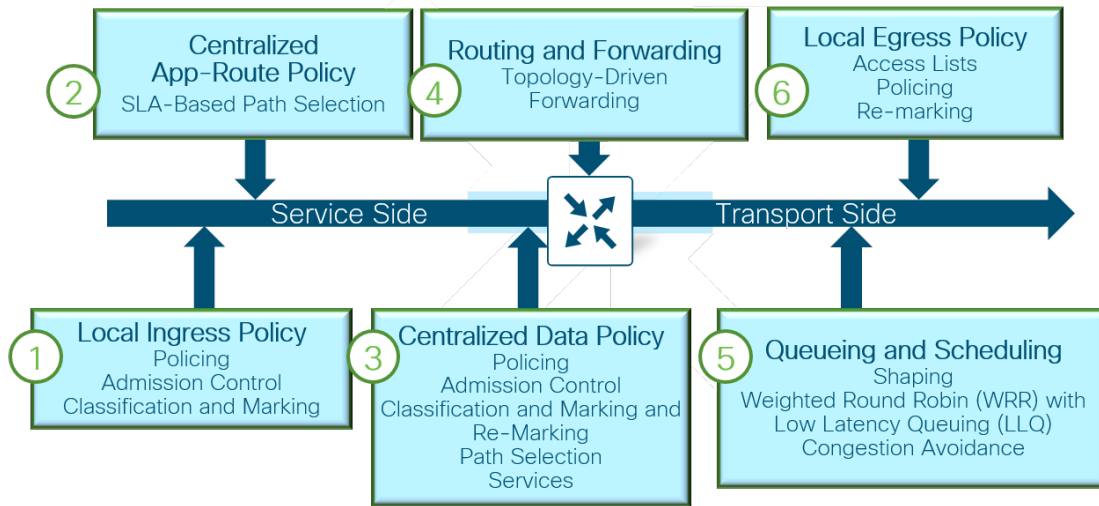 2
Centralized
App-Route Policy
SLA-Based Path Selection
4
Routing and Forwarding
Topology-Driven
Forwarding
6
Local Egress Policy
Access Lists
Policing
Re-marking
Service Side
Transport Side
1
Local Ingress Policy
Policing
Admission Control
Classification and Marking
3
Centralized Data Policy
Policing
Admission Control
Classification and Marking and
Re-Marking
Path Selection
Services
5
Queueing and Scheduling
Shaping
Weighted Round Robin (WRR) with
Low Latency Queuing (LLQ)
Congestion Avoidance